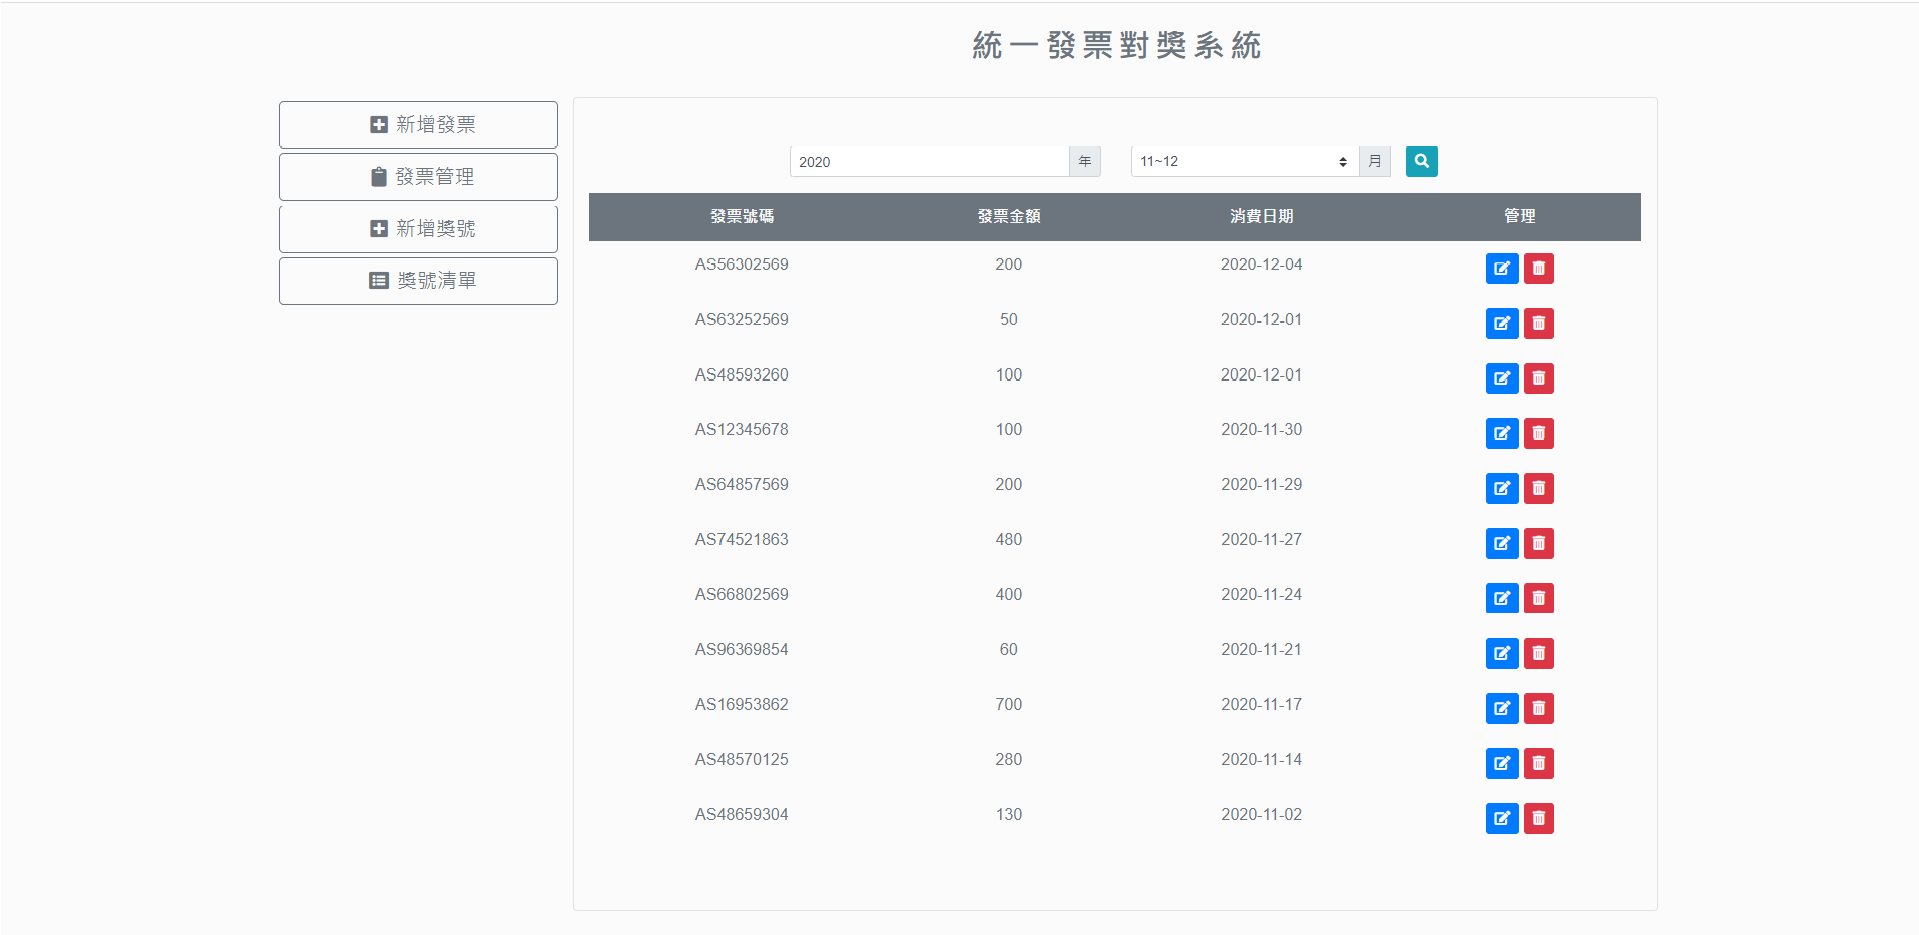 統一發票對獎系統
新增發票
發票管理
新增獎號
獎號清單
2020 年 11~12 月
發票號碼 發票金額 消費日期 管理
AS56302569 200 2020-12-04
AS63252569 50 2020-12-01
AS48593260 100 2020-12-01
AS12345678 100 2020-11-30
AS64857569 200 2020-11-29
AS74521863 480 2020-11-27
AS66802569 400 2020-11-24
AS96369854 60 2020-11-21
AS16953862 700 2020-11-17
AS48570125 280 2020-11-14
AS48659304 130 2020-11-02